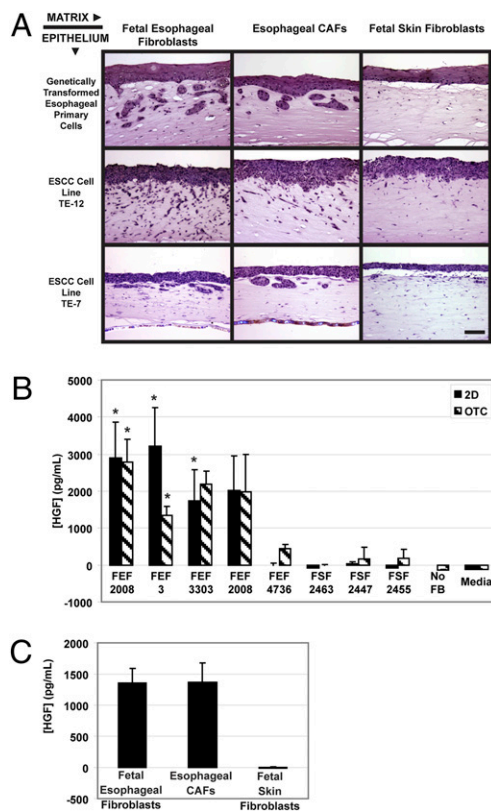 A
MATRIX ►
EPITHELIUM
▼
Fetal Esophageal
Fibroblasts
Esophageal CAFs
Fetal Skin Fibroblasts
Genetically
Transformed
Esophageal
Primary
Cells
ESCC Cell
Line
TE-12
ESCC Cell
Line
TE-7
B
[HGF] (pg/mL)
5000
4000
3000
2000
1000
0
-1000
2D
OTC
* * * * *
FEF FEF FEF FEF FEF FSF FSF FSF No Media
2008 3 3303 2008 4736 2463 2447 2455 FB
C
[HGF] (pg/mL)
2000
1500
1000
500
0
-500
Fetal
Esophageal
Fibroblasts
Esophageal
CAFs
Fetal
Skin
Fibroblasts